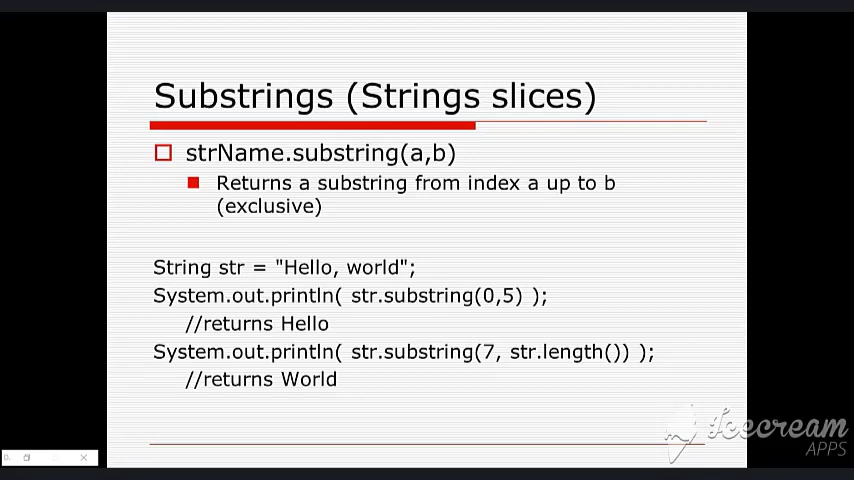 Substrings (Strings slices)
strName.substring(a,b)
Returns a substring from index a up to b
(exclusive)
String str = "Hello, world";
System.out.println( str.substring(0,5) );
//returns Hello
System.out.println( str.substring(7, str.length()) );
//returns World
Icecream
APPS